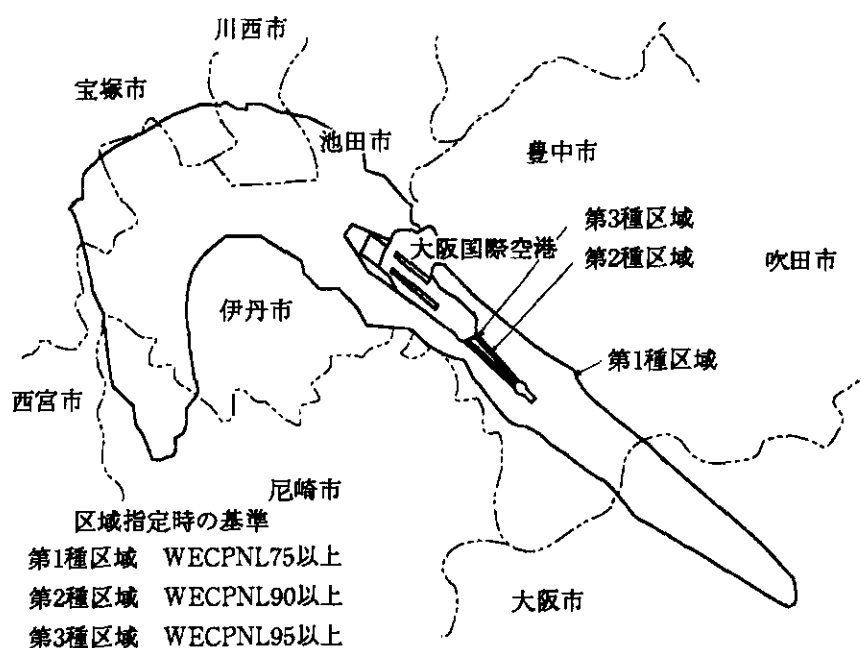 川西市
宝塚市
池田市
豊中市
第3種区域
大阪国際空港
第2種区域
吹田市
伊丹市
第1種区域
西宮市
尼崎市
区域指定時の基準
第1種区域 WECPNL75以上
第2種区域 WECPNL90以上
大阪市
第3種区域 WECPNL95以上